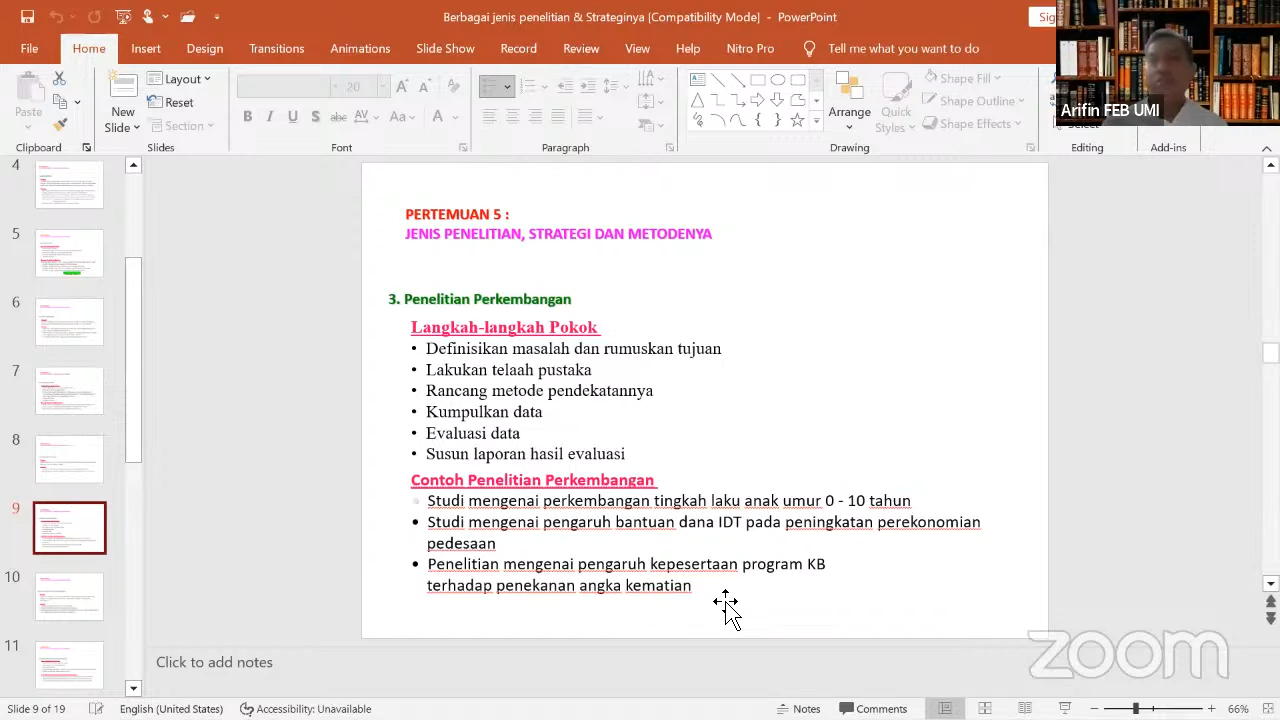 Berbagai jenis penelitian & Strateginya [Compatibility Mode] - PowerPoint
Sig
File Home Insert Design Transitions Animations Slide Show Record Review View Help Nitro Pro Tell me what you want to do
Paste Layout Shape Fill
Reset Shape Outline
New Slide Section Arrange Quick Styles Shape Effects Select
Clipboard Slides Font Paragraph Drawing Editing Add-ins
Arifin FEB UMI
4
6
11
PERTEMUAN 5 :
JENIS PENELITIAN, STRATEGI DAN METODENYA
3. Penelitian Perkembangan
Langkah-langkah Pokok
• Definisikan masalah dan rumuskan tujuan
• Lakukan telaah pustaka
• Rancang metode pendekatannya
• Kumpulkan data
• Evaluasi data
• Susun laporan hasil evaluasi
Contoh Penelitian Perkembangan
Studi mengenai perkembangan tingkah laku anak umur 0 - 10 tahun
• Studi mengenai pengaruh bantuan dana IDT pada peningkatan perekonomian
pedesaan
• Penelitian mengenai pengaruh kepesertaan program KB
terhadap penekanan angka kematian
Click to add notes
zoom
Slide 9 of 19 English (United States) Accessibility: Unavailable Notes Comments 66%